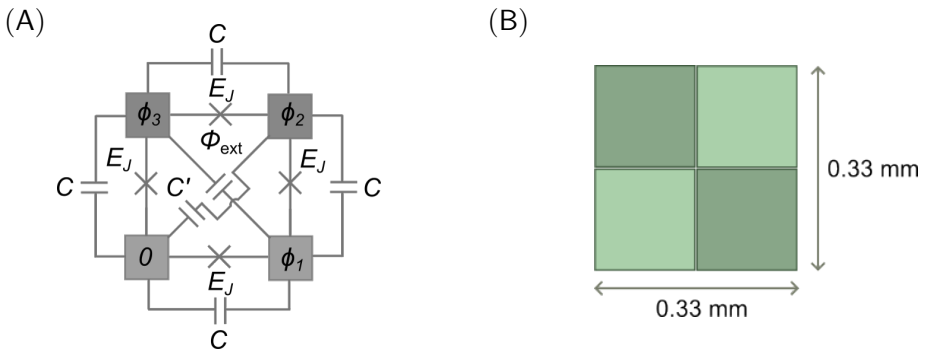 (A)
C
E_J
ϕ_3
ϕ_2
Φ_ext
E_J
E_J
C
C'
C
0
ϕ_1
E_J
C
(B)
0.33 mm
0.33 mm